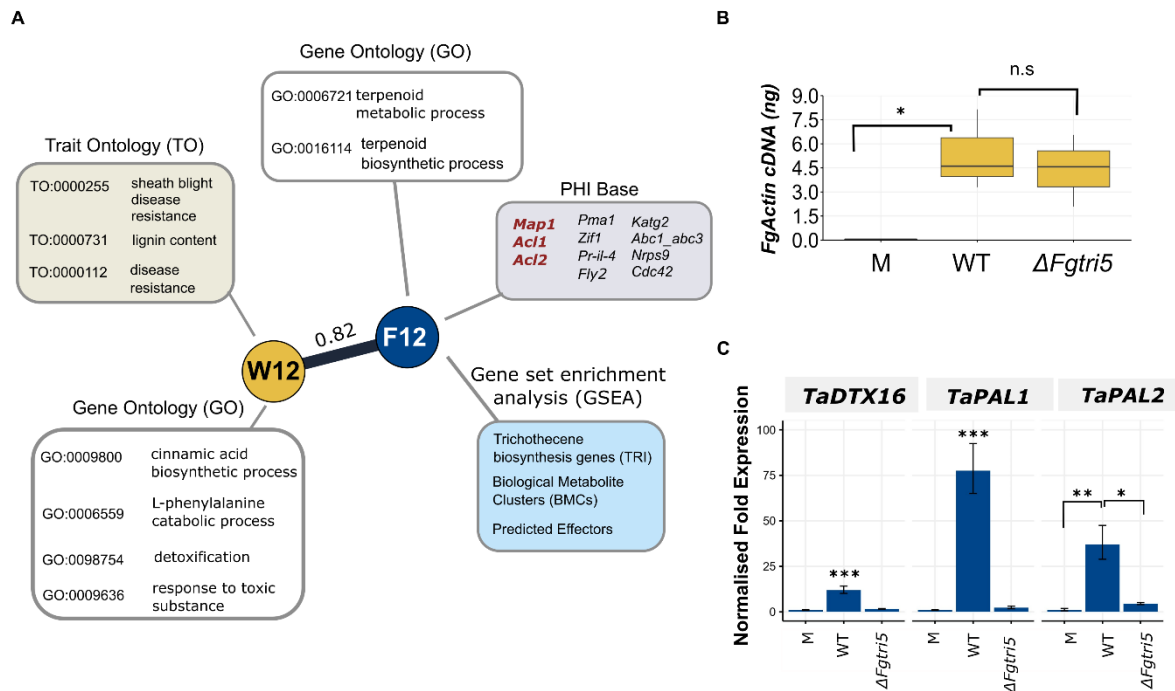 A
Gene Ontology (GO)
GO:0006721 terpenoid
metabolic process
GO:0016114 terpenoid
biosynthetic process
Trait Ontology (TO)
TO:0000255 sheath blight
disease
resistance
TO:0000731 lignin content
TO:0000112 disease
resistance
PHI Base
Map1 Pma1 Katg2
Acl1 Zif1 Abc1_abc3
Acl2 Pr-il-4 Nrps9
Fly2 Cdc42
W12
0.82
F12
Gene Ontology (GO)
GO:0009800 cinnamic acid
biosynthetic process
GO:0006559 L-phenylalanine
catabolic process
GO:0098754 detoxification
GO:0009636 response to toxic
substance
Gene set enrichment
analysis (GSEA)
Trichothecene
biosynthesis genes (TRI)
Biological Metabolite
Clusters (BMCs)
Predicted Effectors
B
n.s
*
FgActin cDNA (ng)
9.0
7.5
6.0
4.5
3.0
1.5
0.0
M WT ΔFgtri5
C
TaDTX16 TaPAL1 TaPAL2
Normalised Fold Expression
100
75
50
25
0
***
***
** *
M WT ΔFgtri5 M WT ΔFgtri5 M WT ΔFgtri5